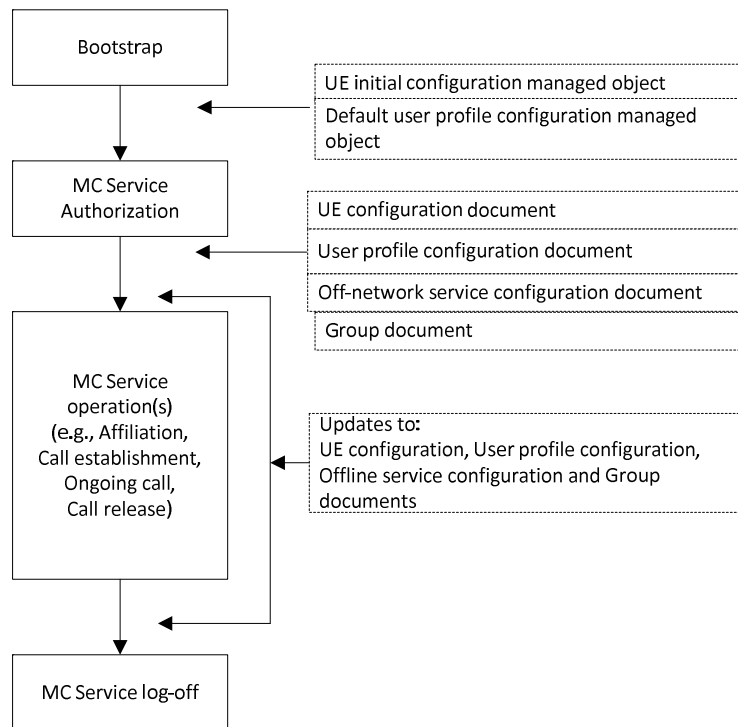 Bootstrap
UE initial configuration managed object
Default user profile configuration managed
object
MC Service
Authorization
UE configuration document
User profile configuration document
Off-network service configuration document
Group document
MC Service
operation(s)
(e.g., Affiliation,
Call establishment,
Ongoing call,
Call release)
Updates to:
UE configuration, User profile configuration,
Offline service configuration and Group
documents
MC Service log-off